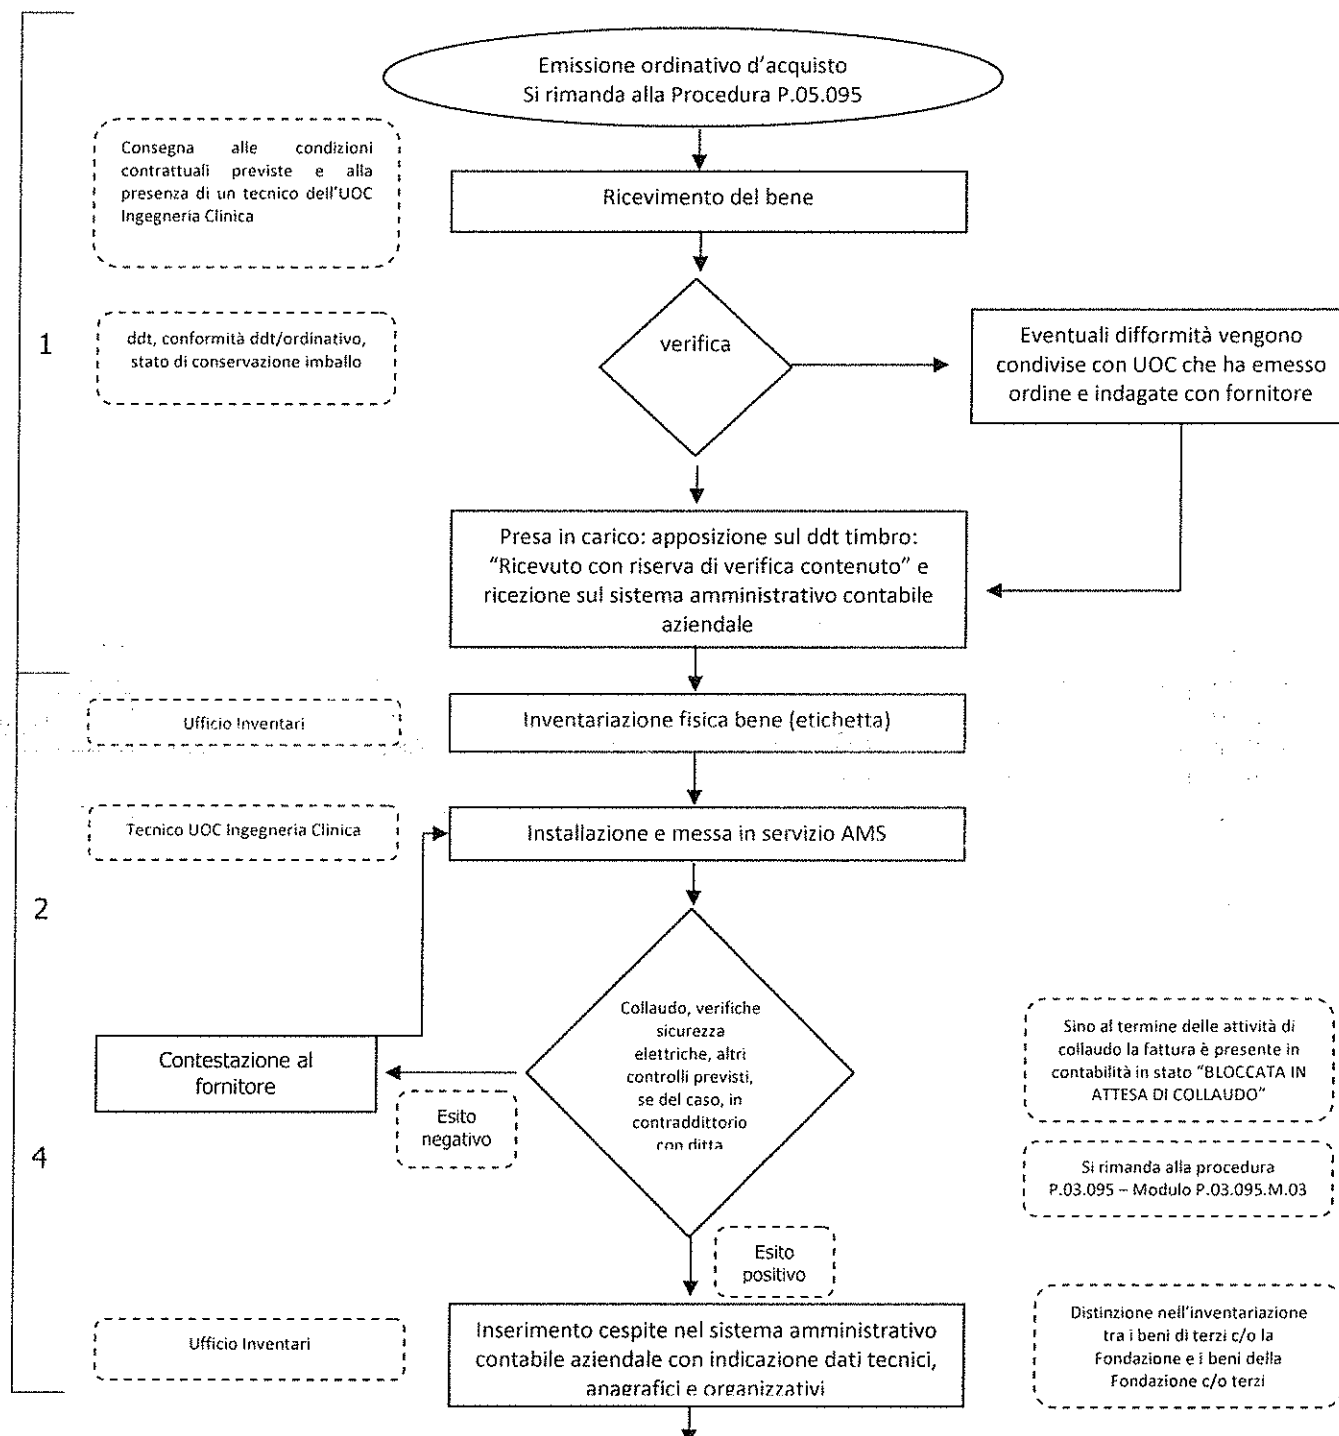 Emissione ordinativo d'acquisto
Si rimanda alla Procedura P.05.095
Consegna alle condizioni
contrattuali previste e alla
presenza di un tecnico dell'UOC
Ingegneria Clinica
Ricevimento del bene
1
ddt, conformità ddt/ordinativo,
stato di conservazione imballo
verifica
Eventuali difformità vengono
condivise con UOC che ha emesso
ordine e indagate con fornitore
Presa in carico: apposizione sul ddt timbro:
"Ricevuto con riserva di verifica contenuto" e
ricezione sul sistema amministrativo contabile
aziendale
Ufficio Inventari
Inventariazione fisica bene (etichetta)
Tecnico UOC Ingegneria Clinica
Installazione e messa in servizio AMS
2
Collaudo, verifiche
sicurezza
elettriche, altri
controlli previsti,
se del caso, in
contraddittorio
con ditta
Contestazione al
fornitore
Esito
negativo
Sino al termine delle attività di
collaudo la fattura è presente in
contabilità in stato "BLOCCATA IN
ATTESA DI COLLAUDO"
4
Si rimanda alla procedura
P.03.095 – Modulo P.03.095.M.03
Esito
positivo
Ufficio Inventari
Inserimento cespite nel sistema amministrativo
contabile aziendale con indicazione dati tecnici,
anagrafici e organizzativi
Distinzione nell'inventariazione
tra i beni di terzi c/o la
Fondazione e i beni della
Fondazione c/o terzi